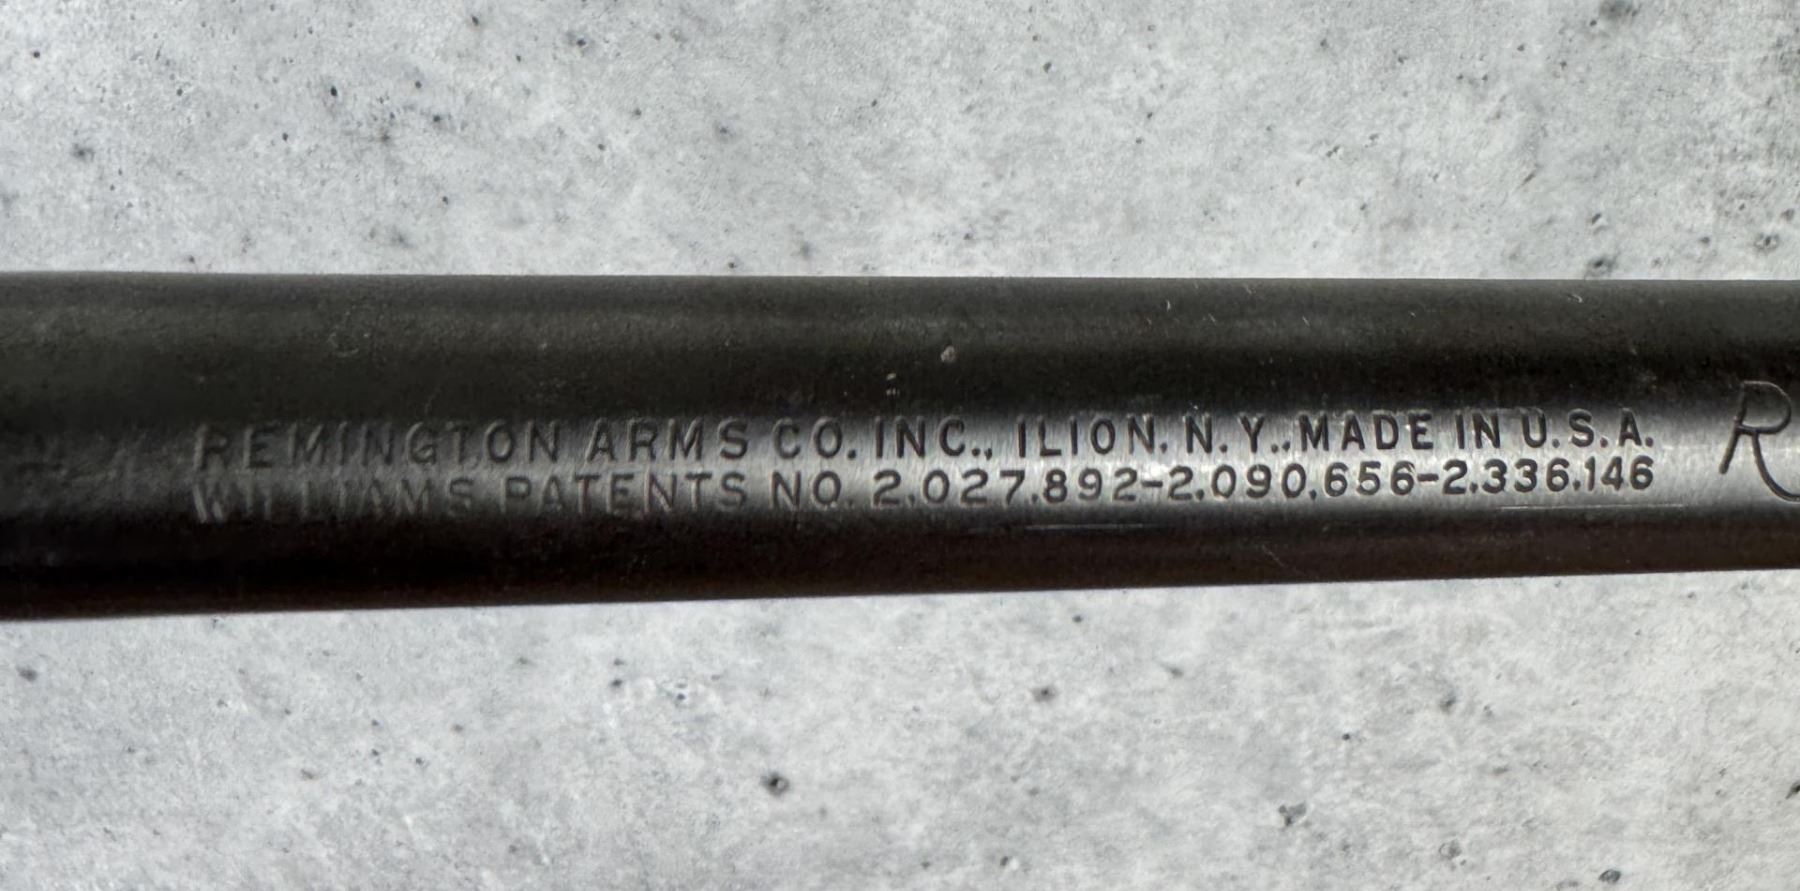 REMINGTON ARMS CO. INC., ILION, N.Y., MADE IN U.S.A.
WILLIAMS PATENTS NO. 2,027,892-2,090,656-2,336,146
R